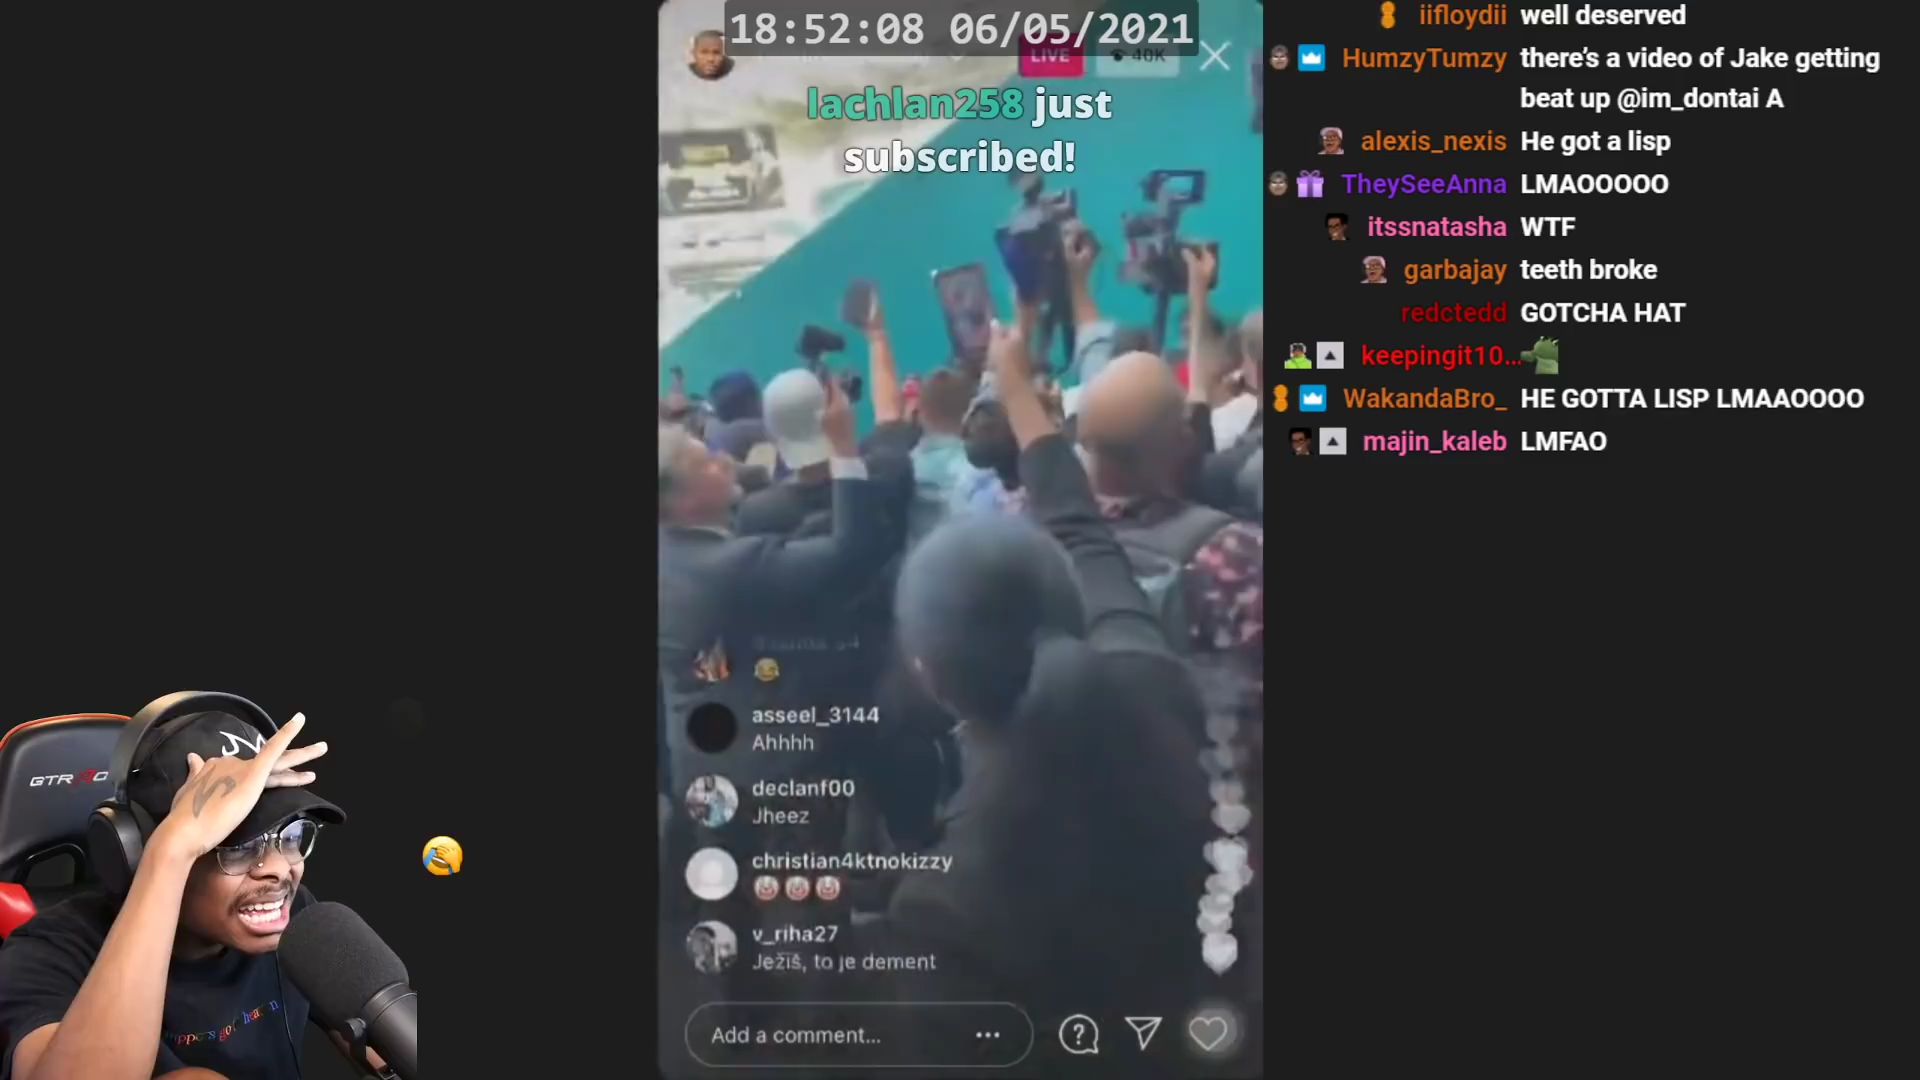 18:52:08 06/05/2021
LIVE
40K
lachlan258 just
subscribed!
iifloydii well deserved
HumzyTumzy there's a video of Jake getting
beat up @im_dontai A
alexis_nexis He got a lisp
TheySeeAnna LMAOOOOO
itssnatasha WTF
garbajay teeth broke
redctedd GOTCHA HAT
keepingit10...
WakandaBro_ HE GOTTA LISP LMAAOOOO
majin_kaleb LMFAO
asseel_3144
Ahhhh
declanf00
Jheez
christian4ktnokizzy
v_riha27
Ježiš, to je dement
Add a comment...
GTR